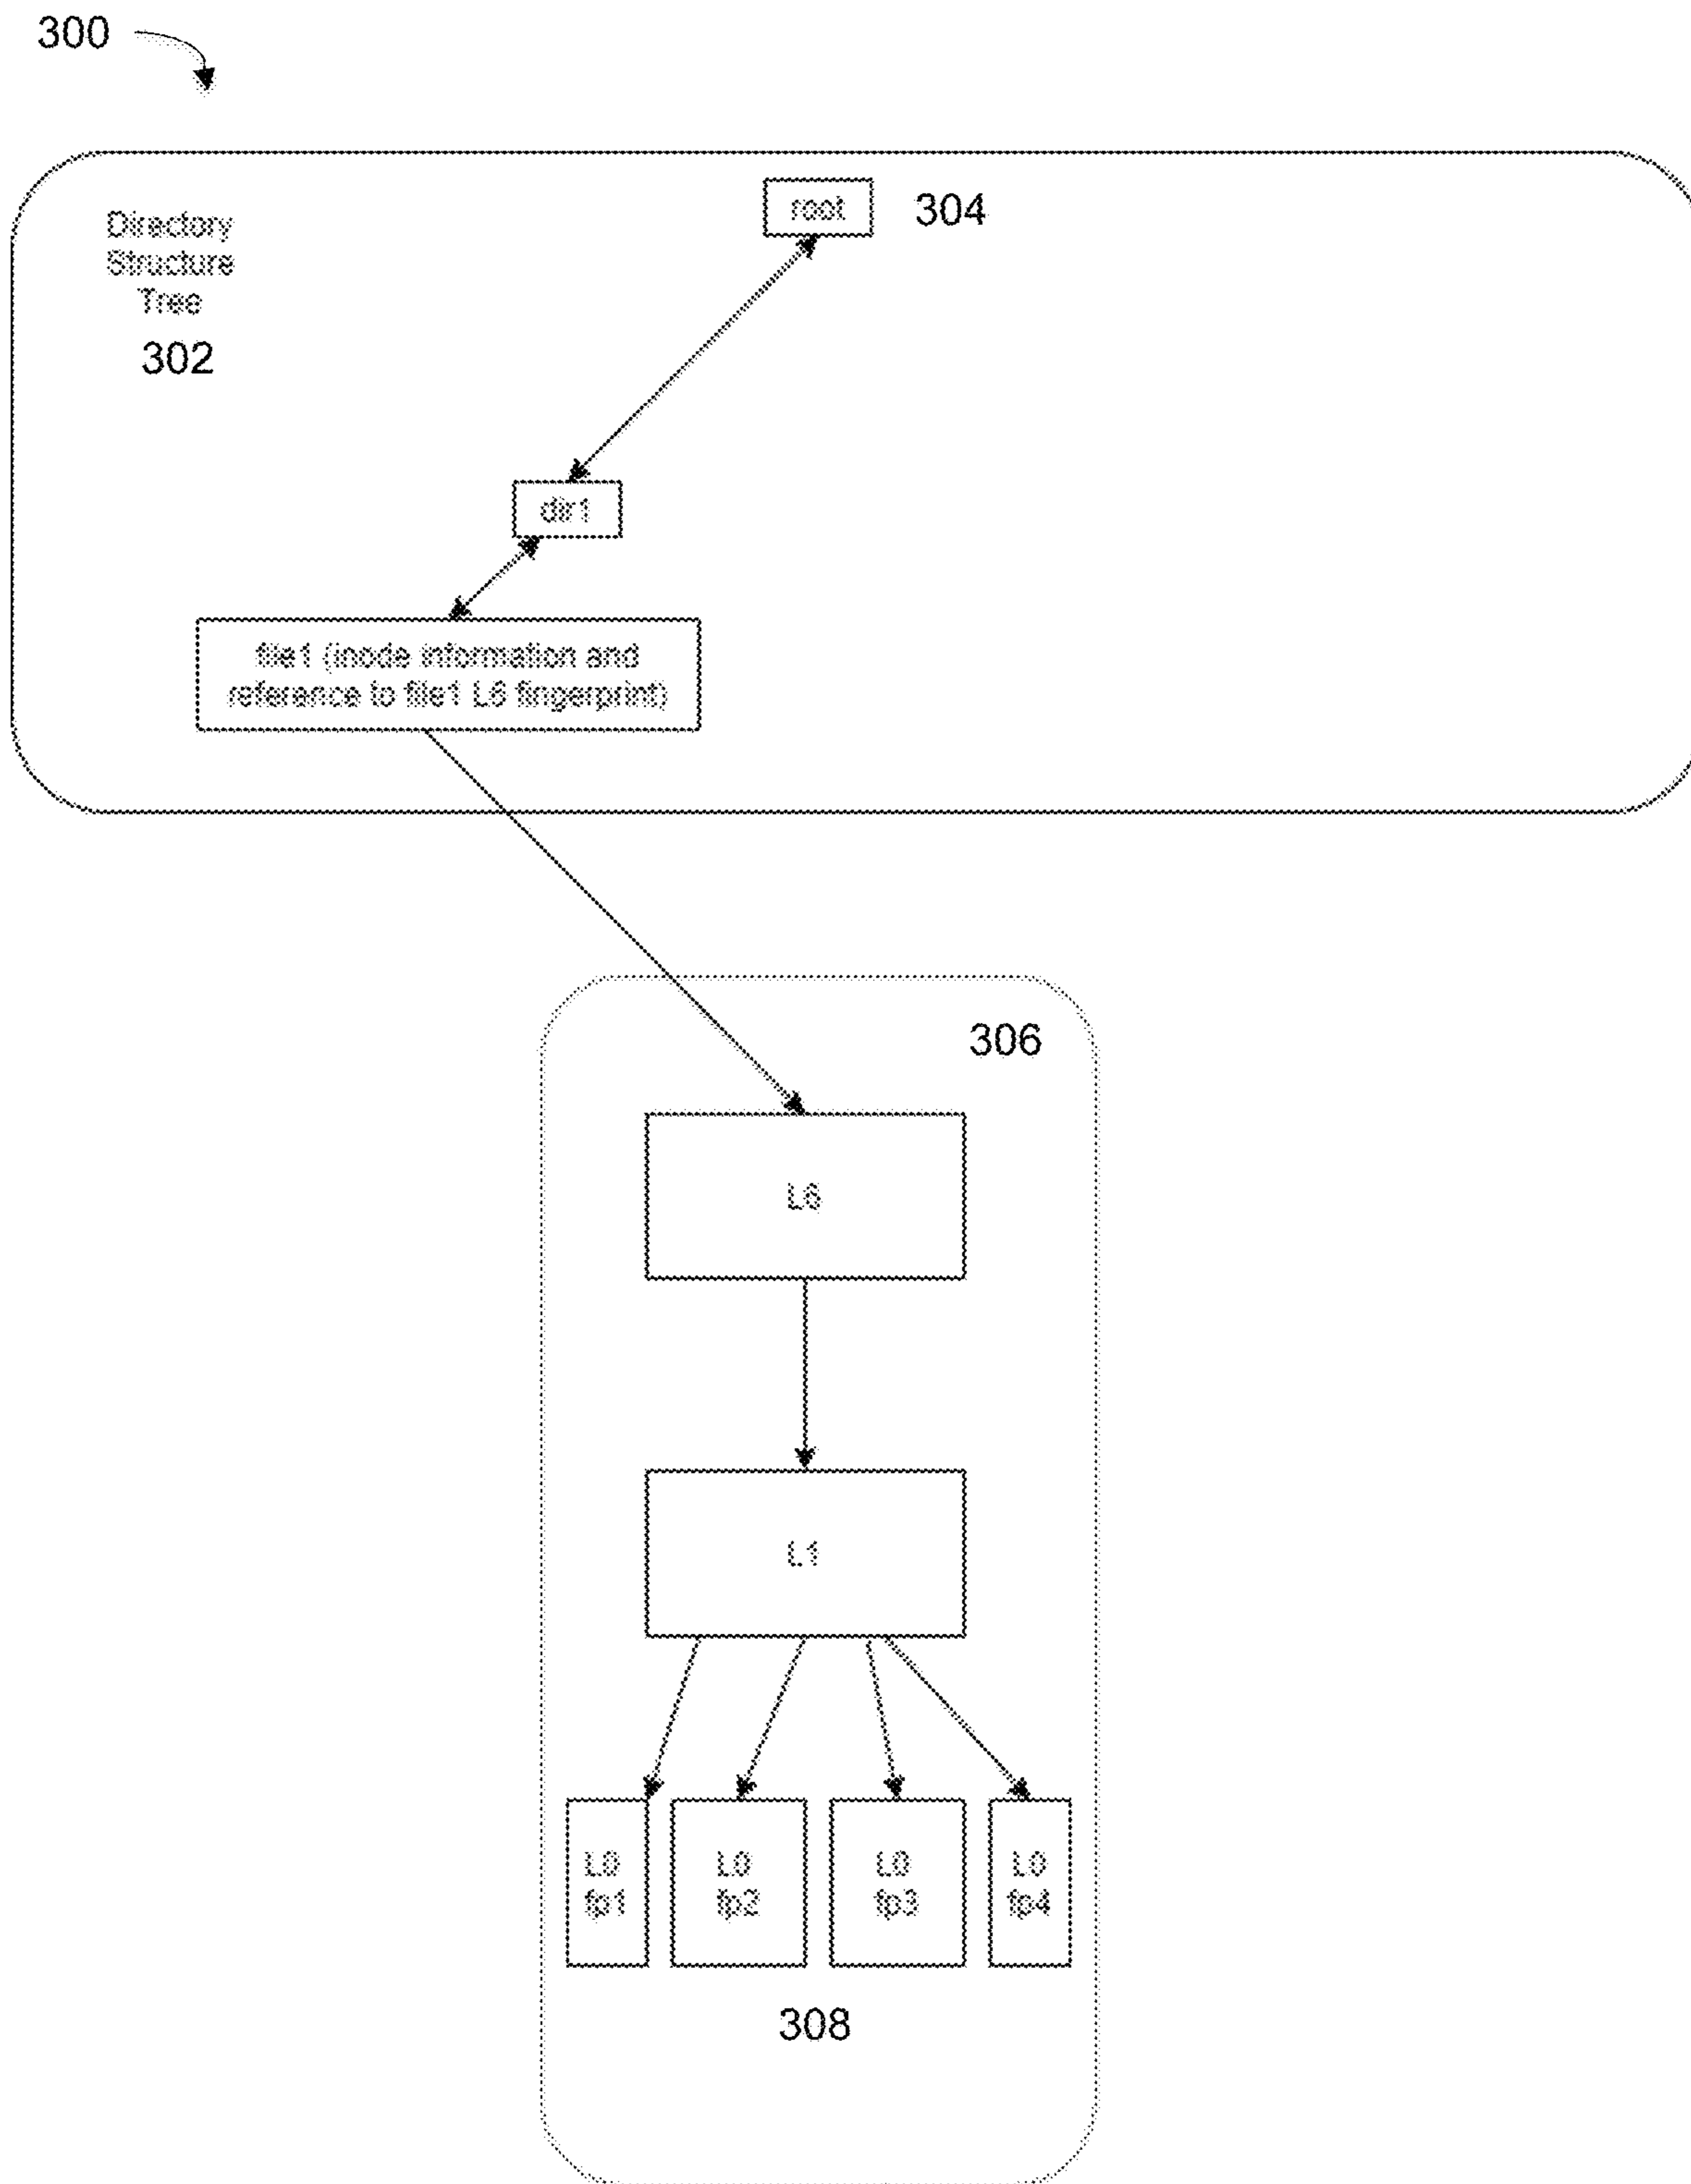 300
root
304
Directory
Structure
Tree
302
dir1
file1 (inode information and
reference to file1 L6 fingerprint)
306
L6
L1
L0
fp1
L0
fp2
L0
fp3
L0
fp4
308